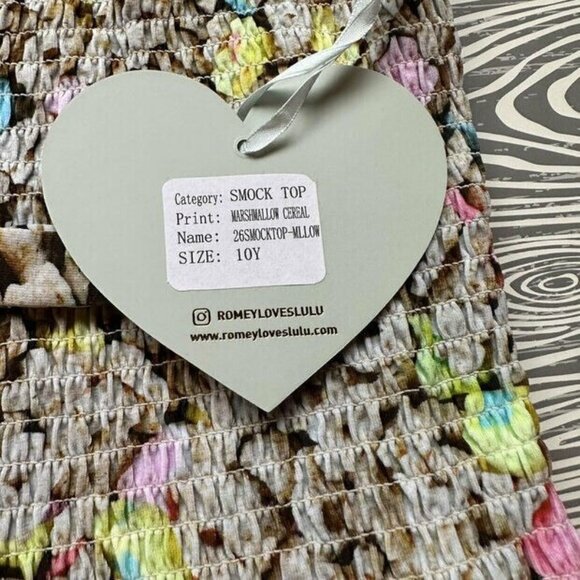 Category: SMOCK TOP
Print: MARSHMALLOW CEREAL
Name: 26SMOCKTOP-MLLOW
SIZE: 10Y
ROMEYLOVESLULU
www.romeyloveslulu.com